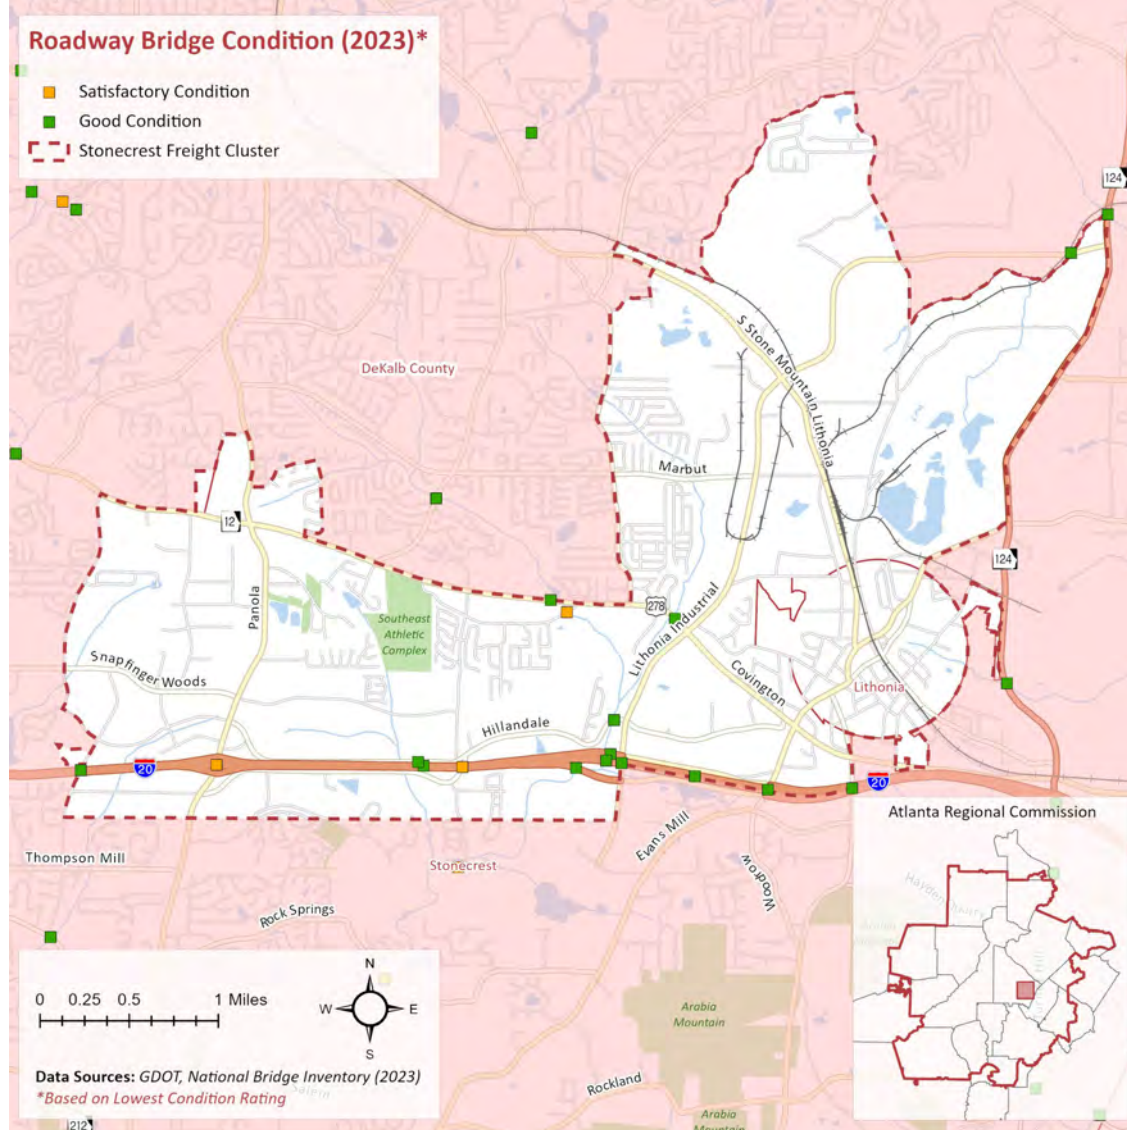 Roadway Bridge Condition (2023)*
Satisfactory Condition
Good Condition
Stonecrest Freight Cluster
124
S Stone Mountain Lithonia
DeKalb County
Marbut
12
124
Panola
278
Lithonia Industrial
Southeast
Athletic
Complex
Snapfinger Woods
Covington
Lithonia
Hillandale
20
20
Evans Mill
Woodrow
Thompson Mill
Stonecrest
Rock Springs
Atlanta Regional Commission
N
W
E
S
0 0.25 0.5 1 Miles
Arabia
Mountain
Data Sources: GDOT, National Bridge Inventory (2023)
*Based on Lowest Condition Rating
Rockland
Arabia
Mountain
212